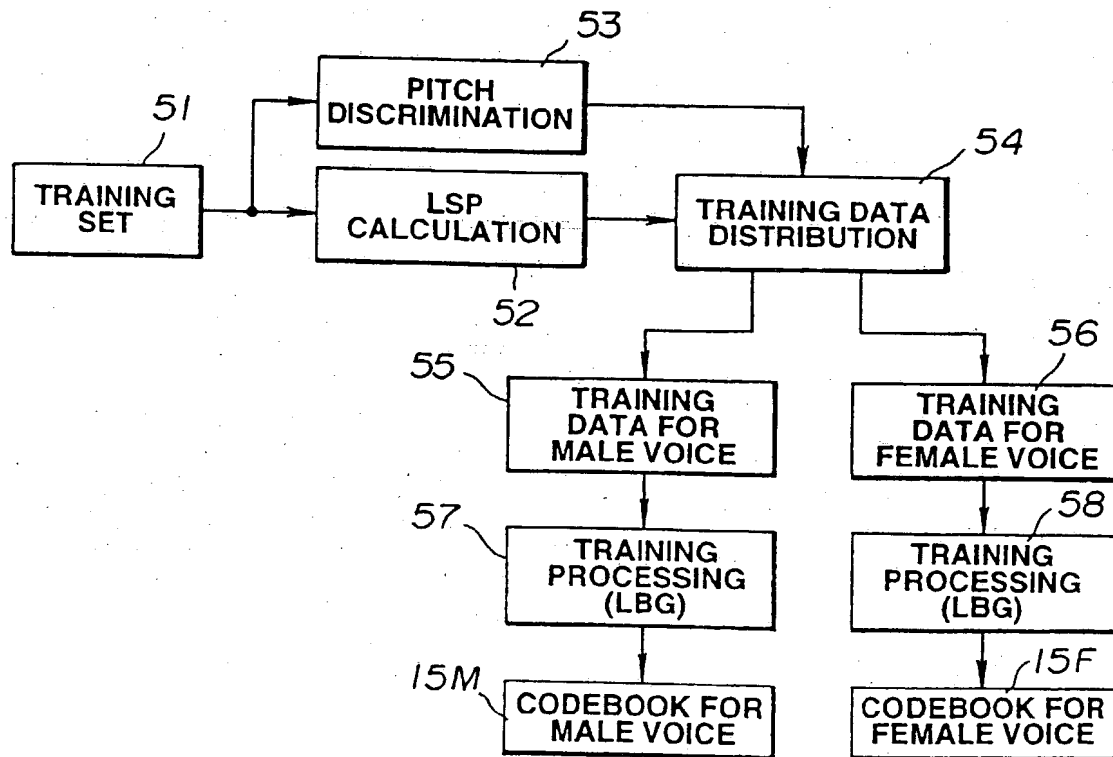 53
PITCH
DISCRIMINATION
51
TRAINING
SET
54
LSP
CALCULATION
TRAINING DATA
DISTRIBUTION
52
55
TRAINING
DATA FOR
MALE VOICE
56
TRAINING
DATA FOR
FEMALE VOICE
57
TRAINING
PROCESSING
(LBG)
58
TRAINING
PROCESSING
(LBG)
15M
CODEBOOK FOR
MALE VOICE
15F
CODEBOOK FOR
FEMALE VOICE